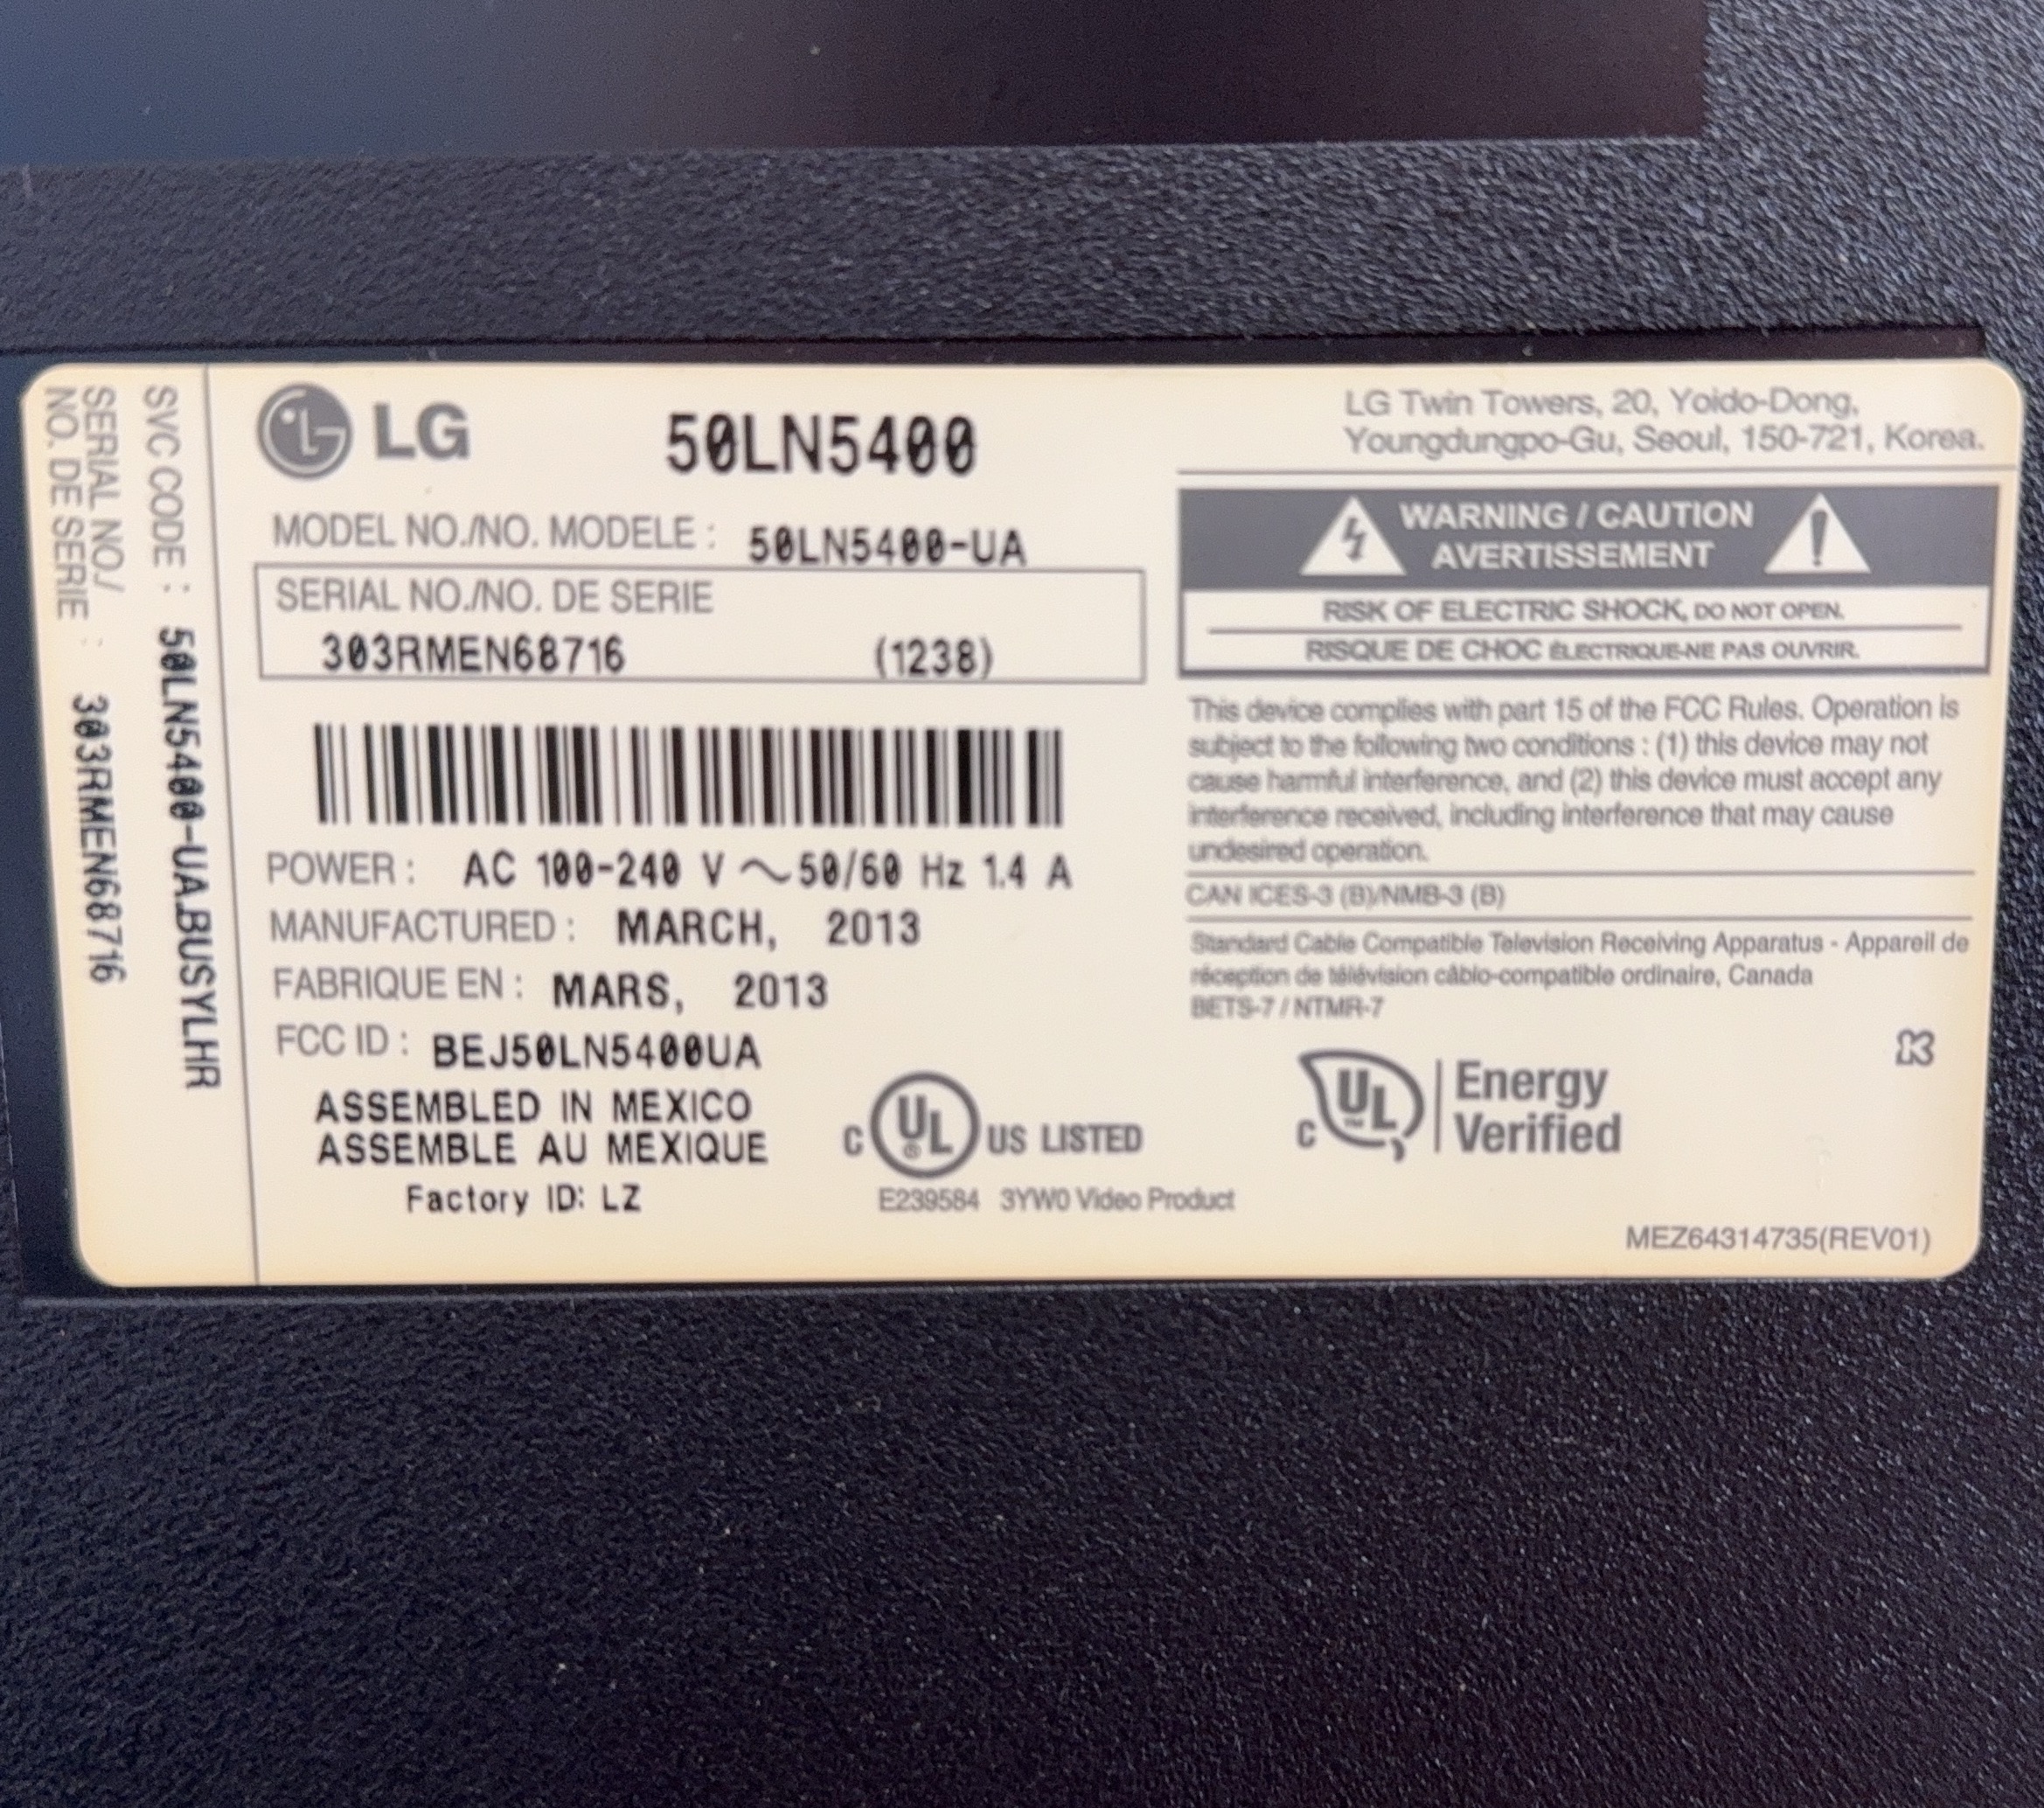 SERIAL NO./
NO. DE SERIE : 303RMEN68716
SVC CODE : 50LN5400-UA.BUSYLHR
LG
50LN5400
MODEL NO./NO. MODELE : 50LN5400-UA
SERIAL NO./NO. DE SERIE
303RMEN68716 (1238)
POWER : AC 100-240 V ~ 50/60 Hz 1.4 A
MANUFACTURED : MARCH, 2013
FABRIQUE EN : MARS, 2013
FCC ID : BEJ50LN5400UA
ASSEMBLED IN MEXICO
ASSEMBLE AU MEXIQUE
Factory ID: LZ
C UL ® US LISTED
E239584 3YW0 Video Product
LG Twin Towers, 20, Yoido-Dong,
Youngdungpo-Gu, Seoul, 150-721, Korea.
WARNING / CAUTION
AVERTISSEMENT
RISK OF ELECTRIC SHOCK, DO NOT OPEN.
RISQUE DE CHOC ÉLECTRIQUE-NE PAS OUVRIR.
This device complies with part 15 of the FCC Rules. Operation is
subject to the following two conditions : (1) this device may not
cause harmful interference, and (2) this device must accept any
interference received, including interference that may cause
undesired operation.
CAN ICES-3 (B)/NMB-3 (B)
Standard Cable Compatible Television Receiving Apparatus - Appareil de
réception de télévision câblo-compatible ordinaire, Canada
BETS-7 / NTMR-7
C UL ™ Energy
Verified
MEZ64314735(REV01)